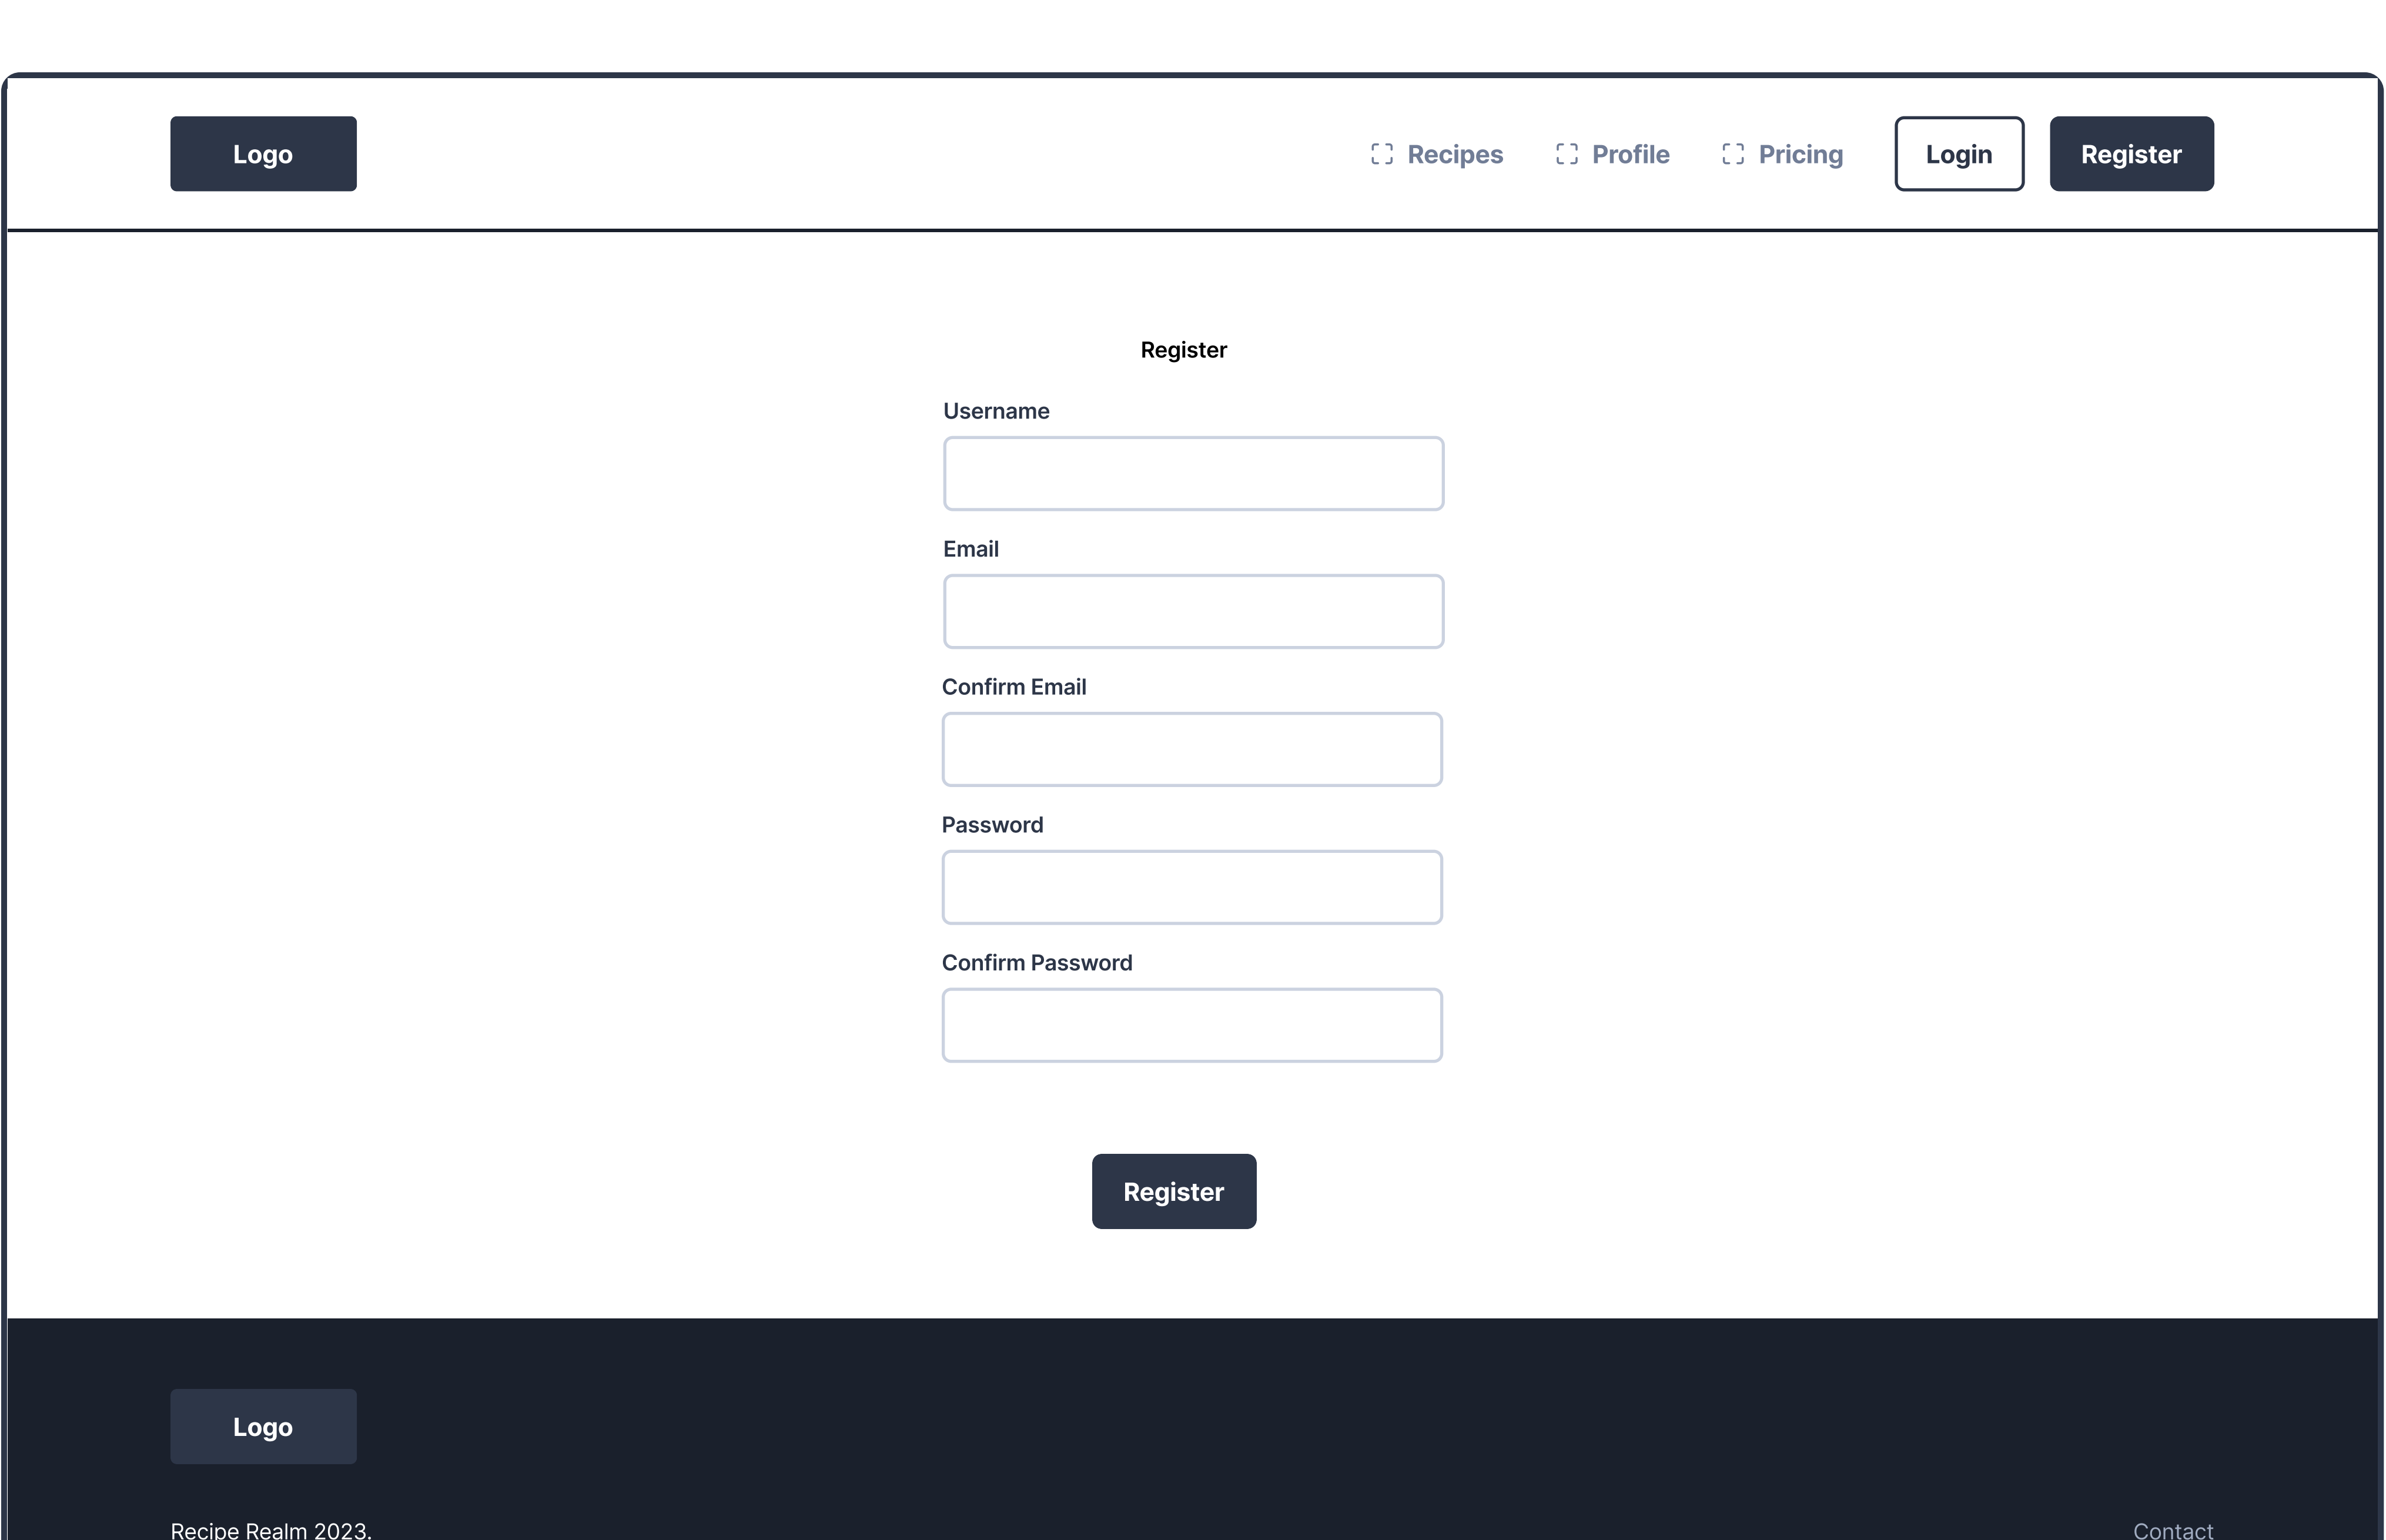 Logo
Recipes
Profile
Pricing
Login
Register
Register
Username
Email
Confirm Email
Password
Confirm Password
Register
Logo
Recipe Realm 2023.
Contact